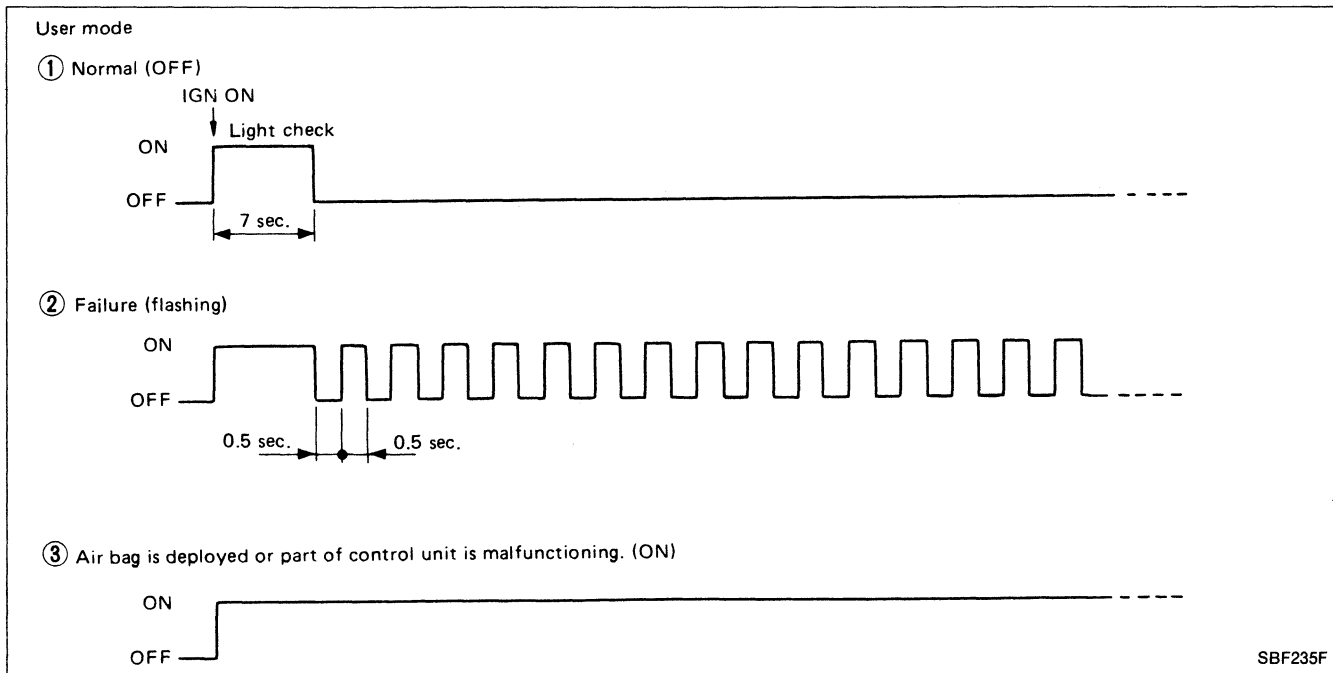 User mode
① Normal (OFF)
IGN ON
Light check
ON
OFF
7 sec.
② Failure (flashing)
ON
OFF
0.5 sec.
0.5 sec.
③ Air bag is deployed or part of control unit is malfunctioning. (ON)
ON
OFF
SBF235F